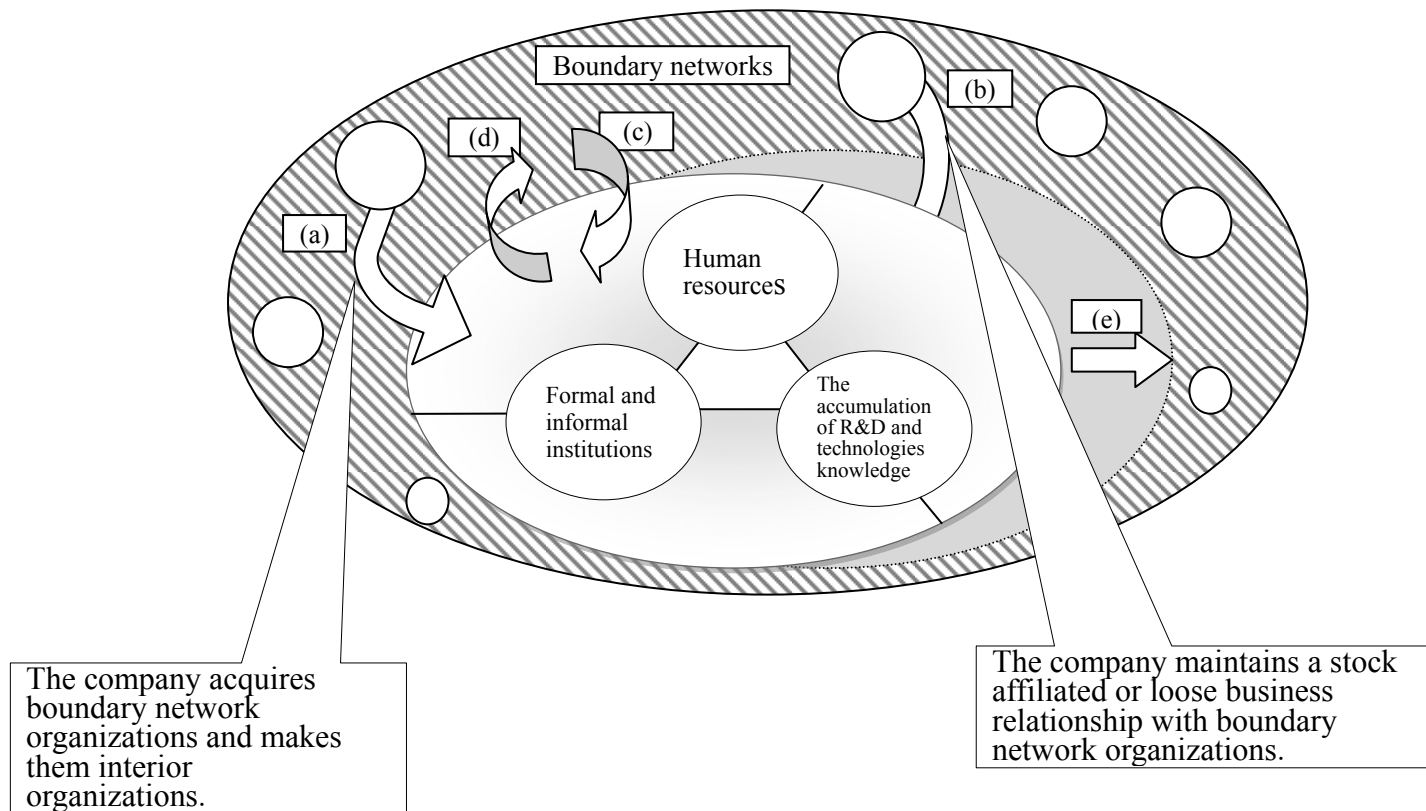 Boundary networks
(b)
(d)
(c)
(a)
Human
resources
(e)
Formal and
informal
institutions
The
accumulation
of R&D and
technologies
knowledge
The company acquires
boundary network
organizations and makes
them interior
organizations.
The company maintains a stock
affiliated or loose business
relationship with boundary
network organizations.